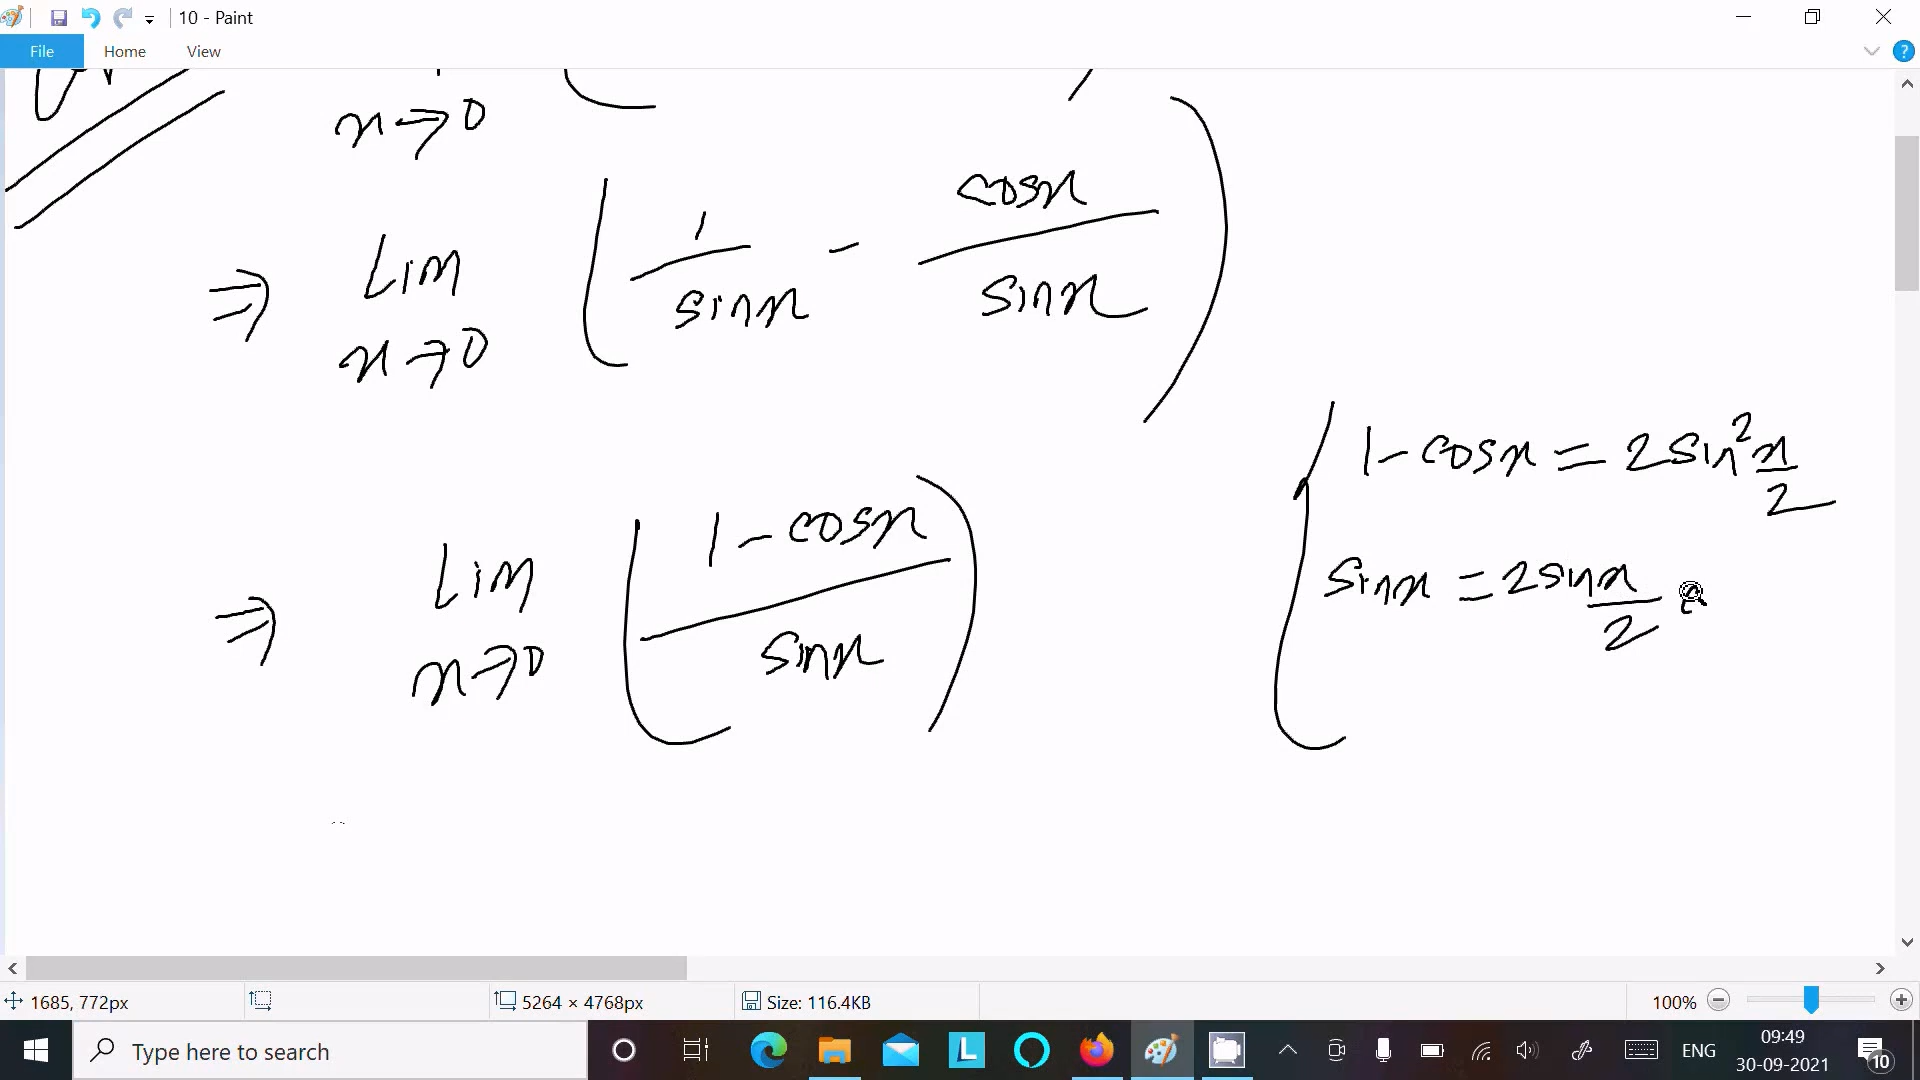 10 - Paint
File Home View
x→0
⇒ Lim x→0 ( 1/sinx - cosx/sinx )
1-cosx = 2sin²x/2
⇒ Lim x→0 ( 1-cosx/sinx )
sinx = 2sinx/2
1685, 772px 5264 × 4768px Size: 116.4KB 100%
Type here to search
L
ENG
09:49
30-09-2021
10